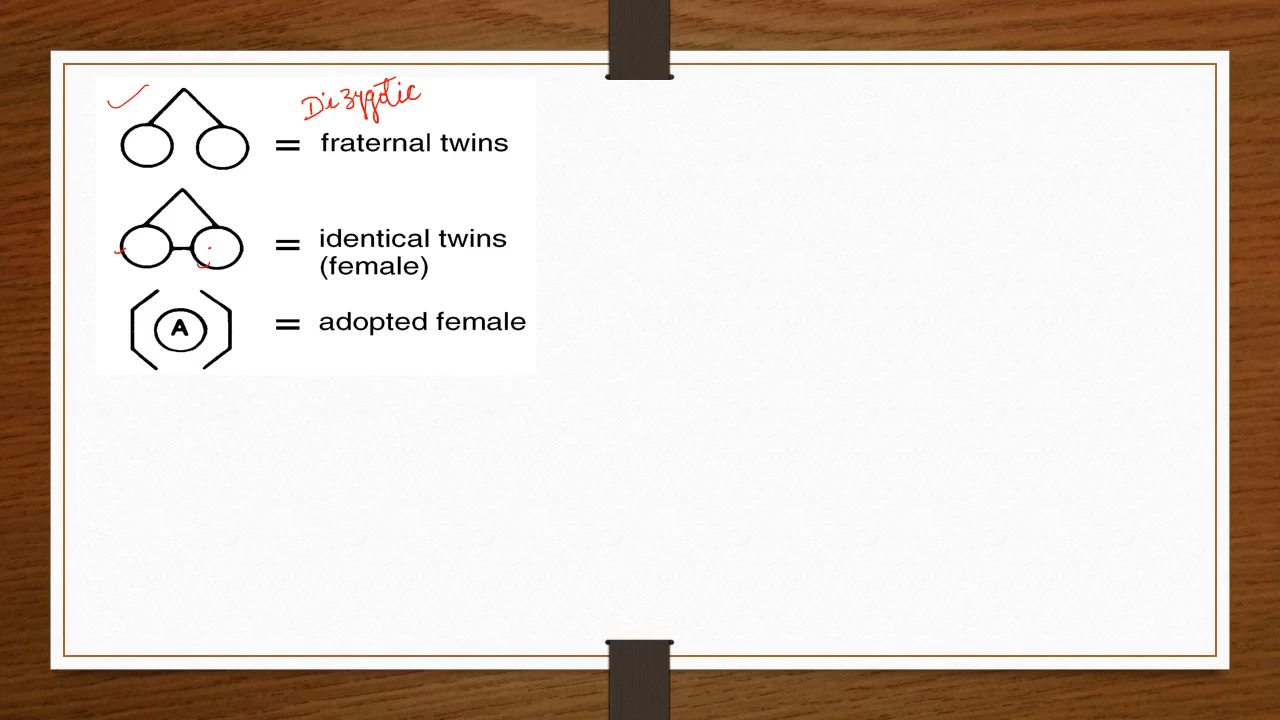 Dizygotic
= fraternal twins
= identical twins
(female)
A = adopted female